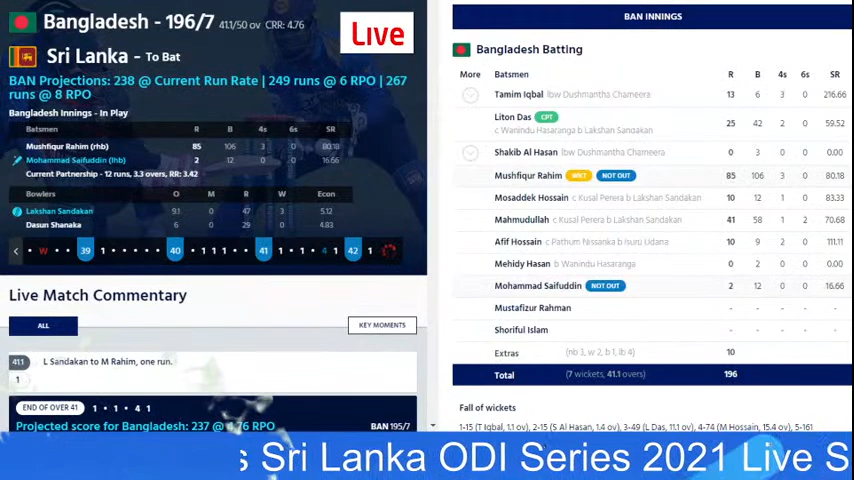 Bangladesh - 196/7 41.1/50 ov CRR: 4.76
Live
Sri Lanka - To Bat
BAN Projections: 238 @ Current Run Rate | 249 runs @ 6 RPO | 267
runs @ 8 RPO
Bangladesh Innings - In Play
Batsmen R B 4s 6s SR
Mushfiqur Rahim (rhb) 85 106 3 0 80.18
Mohammad Saifuddin (lhb) 2 12 0 0 16.66
Current Partnership - 12 runs, 3.3 overs, RR: 3.42
Bowlers O M R W Econ
Lakshan Sandakan 9.1 0 47 3 5.12
Dasun Shanaka 6 0 29 0 4.83
W 39 40 1 1 1 41 1 1 4 1 42 1
Live Match Commentary
ALL KEY MOMENTS
41.1 L Sandakan to M Rahim, one run.
1
END OF OVER 41 1 • 1 • 4 1
Projected score for Bangladesh: 237 @ 4.76 RPO BAN 195/7
BAN INNINGS
Bangladesh Batting
More Batsmen R B 4s 6s SR
Tamim Iqbal lbw Dushmantha Chameera 13 6 3 0 216.66
Liton Das CPT
c Wanindu Hasaranga b Lakshan Sandakan 25 42 2 0 59.52
Shakib Al Hasan lbw Dushmantha Chameera 0 3 0 0 0.00
Mushfiqur Rahim WKT NOT OUT 85 106 3 0 80.18
Mosaddek Hossain c Kusal Perera b Lakshan Sandakan 10 12 1 0 83.33
Mahmudullah c Kusal Perera b Lakshan Sandakan 41 58 1 2 70.68
Afif Hossain c Pathum Nissanka b Isuru Udana 10 9 2 0 111.11
Mehidy Hasan b Wanindu Hasaranga 0 2 0 0 0.00
Mohammad Saifuddin NOT OUT 2 12 0 0 16.66
Mustafizur Rahman - - - - -
Shoriful Islam - - - - -
Extras (nb 3, w 2, b 1, lb 4) 10
Total (7 wickets, 41.1 overs) 196
Fall of wickets
1-15 (T Iqbal, 1.1 ov), 2-15 (S Al Hasan, 1.4 ov), 3-49 (L Das, 11.1 ov), 4-74 (M Hossain, 15.4 ov), 5-161
s Sri Lanka ODI Series 2021 Live S